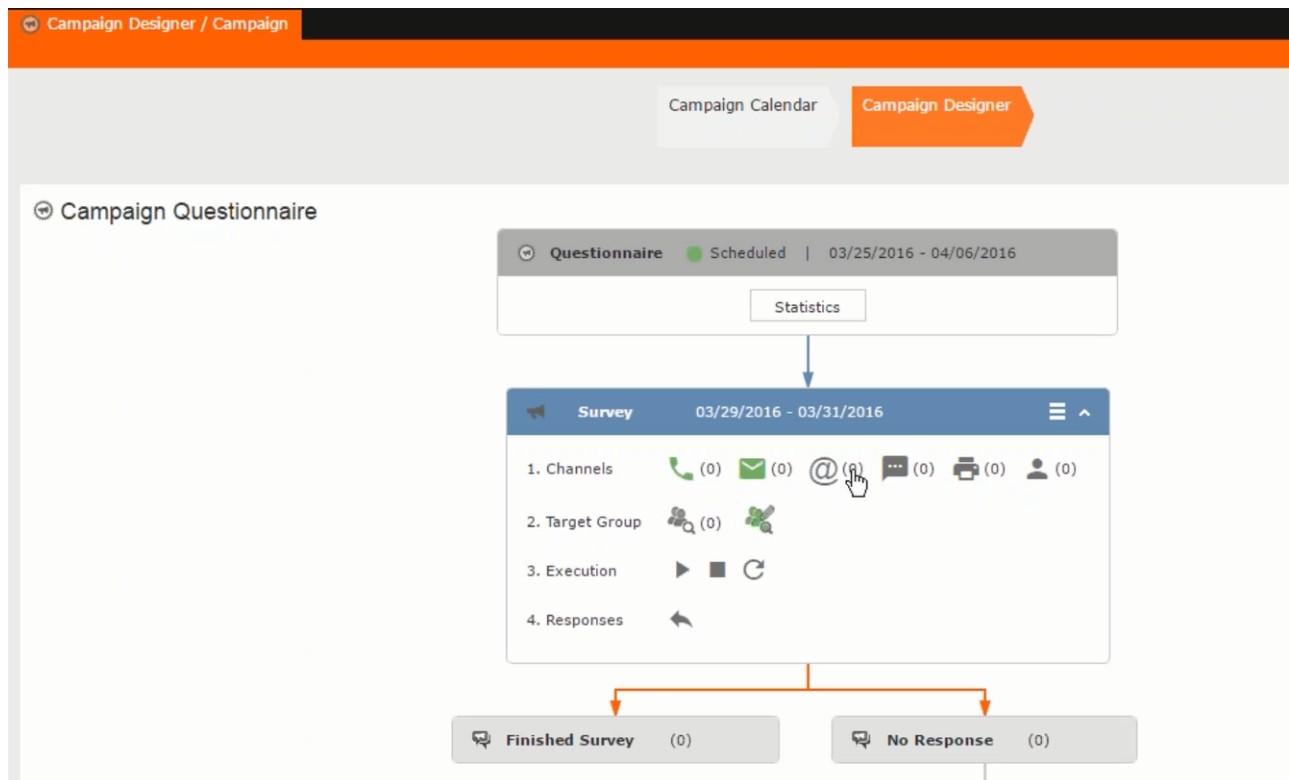 Campaign Designer / Campaign
Campaign Calendar
Campaign Designer
Campaign Questionnaire
Questionnaire Scheduled | 03/25/2016 - 04/06/2016
Statistics
Survey 03/29/2016 - 03/31/2016
1. Channels (0) (0) @ (0) (0) (0)
2. Target Group (0)
3. Execution
4. Responses
Finished Survey (0)
No Response (0)